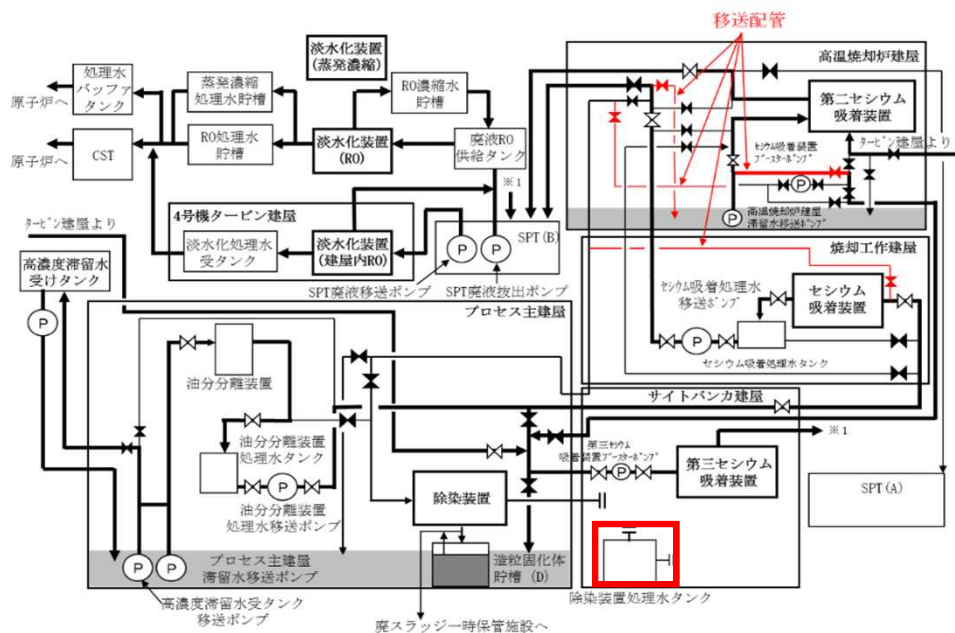 移送配管
高温焼却炉建屋
処理水
バッファ
タンク
原子炉へ
蒸発濃縮
処理水貯槽
淡水化装置
(蒸発濃縮)
RO濃縮水
貯槽
第二セシウム
吸着装置
原子炉へ
CST
RO処理水
貯槽
淡水化装置
(RO)
廃液RO
供給タンク
セシウム吸着装置
ブースターポンプ
タービン建屋より
※1
P
高温焼却炉建屋
滞留水移送ポンプ
P
4号機タービン建屋
タービン建屋より
淡水化処理水
受タンク
淡水化装置
(建屋内RO)
P
P
SPT(B)
焼却工作建屋
高濃度滞留水
受けタンク
SPT廃液移送ポンプ
SPT廃液抜出ポンプ
セシウム吸着処理水
移送ポンプ
セシウム
吸着装置
P
プロセス主建屋
P
セシウム吸着処理水タンク
油分分離装置
サイトバンカ建屋
※1
油分分離装置
処理水タンク
第三セシウム
吸着装置ブースターポンプ
P
第三セシウム
吸着装置
P
油分分離装置
処理水移送ポンプ
除染装置
SPT(A)
プロセス主建屋
滞留水移送ポンプ
P
P
造粒固化体
貯槽(D)
高濃度滞留水受タンク
移送ポンプ
除染装置処理水タンク
廃スラッジ一時保管施設へ